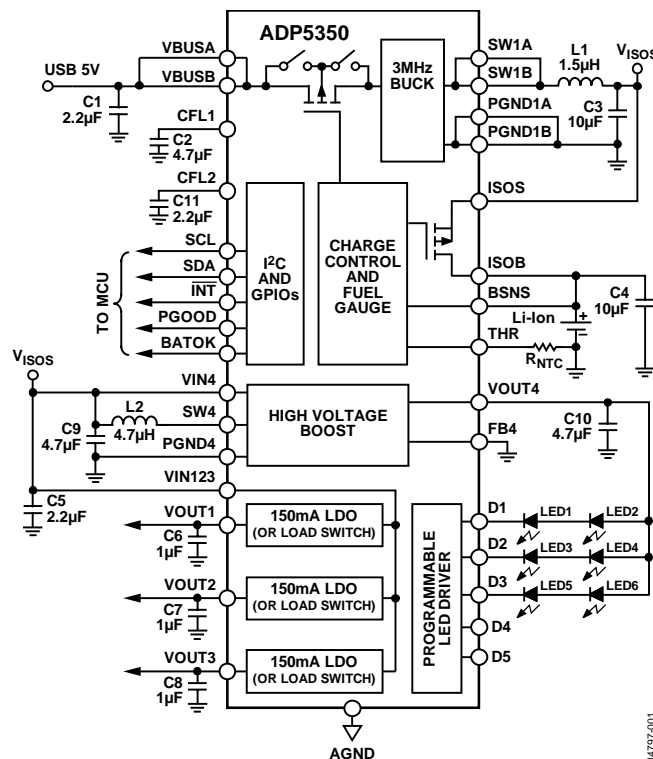 ADP5350
USB 5V
VBUSA
VBUSB
C1
2.2µF
CFL1
C2
4.7µF
CFL2
C11
2.2µF
3MHz
BUCK
SW1A
SW1B
PGND1A
PGND1B
L1
1.5µH
VISOS
C3
10µF
ISOS
TO MCU
SCL
SDA
INT
PGOOD
BATOK
I2C
AND
GPIOs
CHARGE
CONTROL
AND
FUEL
GAUGE
ISOB
BSNS
THR
Li-Ion
+
–
RNTC
C4
10µF
VISOS
VIN4
L2
4.7µH
SW4
C9
4.7µF
PGND4
HIGH VOLTAGE
BOOST
VOUT4
FB4
C10
4.7µF
VIN123
C5
2.2µF
VOUT1
C6
1µF
150mA LDO
(OR LOAD SWITCH)
VOUT2
C7
1µF
150mA LDO
(OR LOAD SWITCH)
VOUT3
C8
1µF
150mA LDO
(OR LOAD SWITCH)
PROGRAMMABLE
LED DRIVER
D1
LED1
LED2
D2
LED3
LED4
D3
LED5
LED6
D4
D5
AGND